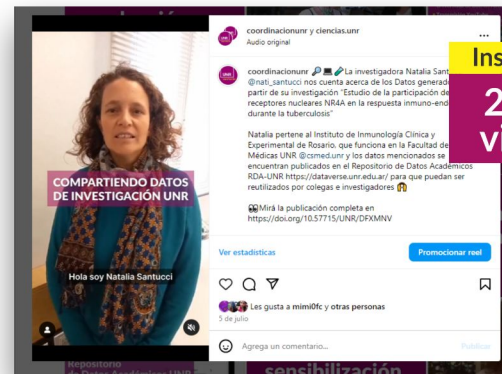 COMPARTIENDO DATOS
DE INVESTIGACIÓN UNR
Hola soy Natalia Santucci
coordinacionunr y ciencias.unr
Audio original
coordinacionunr 🔎💻🧪La investigadora Natalia
@nati_santucci nos cuenta acerca de los Datos
partir de su investigación "Estudio de la participación de
receptores nucleares NR4A en la respuesta
durante la tuberculosis"
Natalia pertene al Instituto de Inmunología Clínica y
Experimental de Rosario, que funciona en la Facultad de
Médicas UNR @csmed.unr y los datos mencionados se
encuentran publicados en el Repositorio de Datos Académicos
RDA-UNR https://dataverse.unr.edu.ar/ para que puedan ser
reutilizados por colegas e investigadores
👀Mirá la publicación completa en
https://doi.org/10.57715/UNR/DFXMNV
Ver estadísticas
Promocionar reel
Les gusta a mimi0fc y otras personas
5 de julio
Agrega un comentario...
Publicar
Ins
2
vi
Repositorio
de Datos Académicos UNR
sensibilización